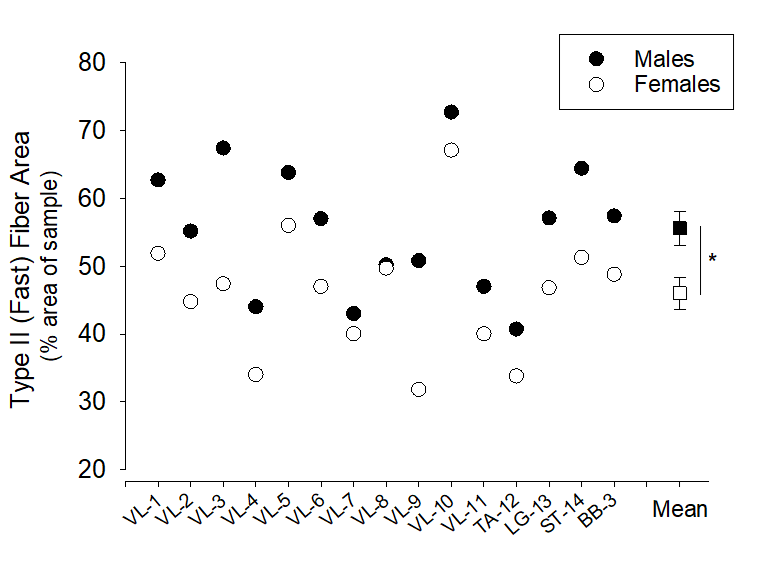 Males
Females
80
70
60
50
40
30
20
Type II (Fast) Fiber Area
(% area of sample)
*
VL-1
VL-2
VL-3
VL-4
VL-5
VL-6
VL-7
VL-8
VL-9
VL-10
VL-11
TA-12
LG-13
ST-14
BB-3
Mean